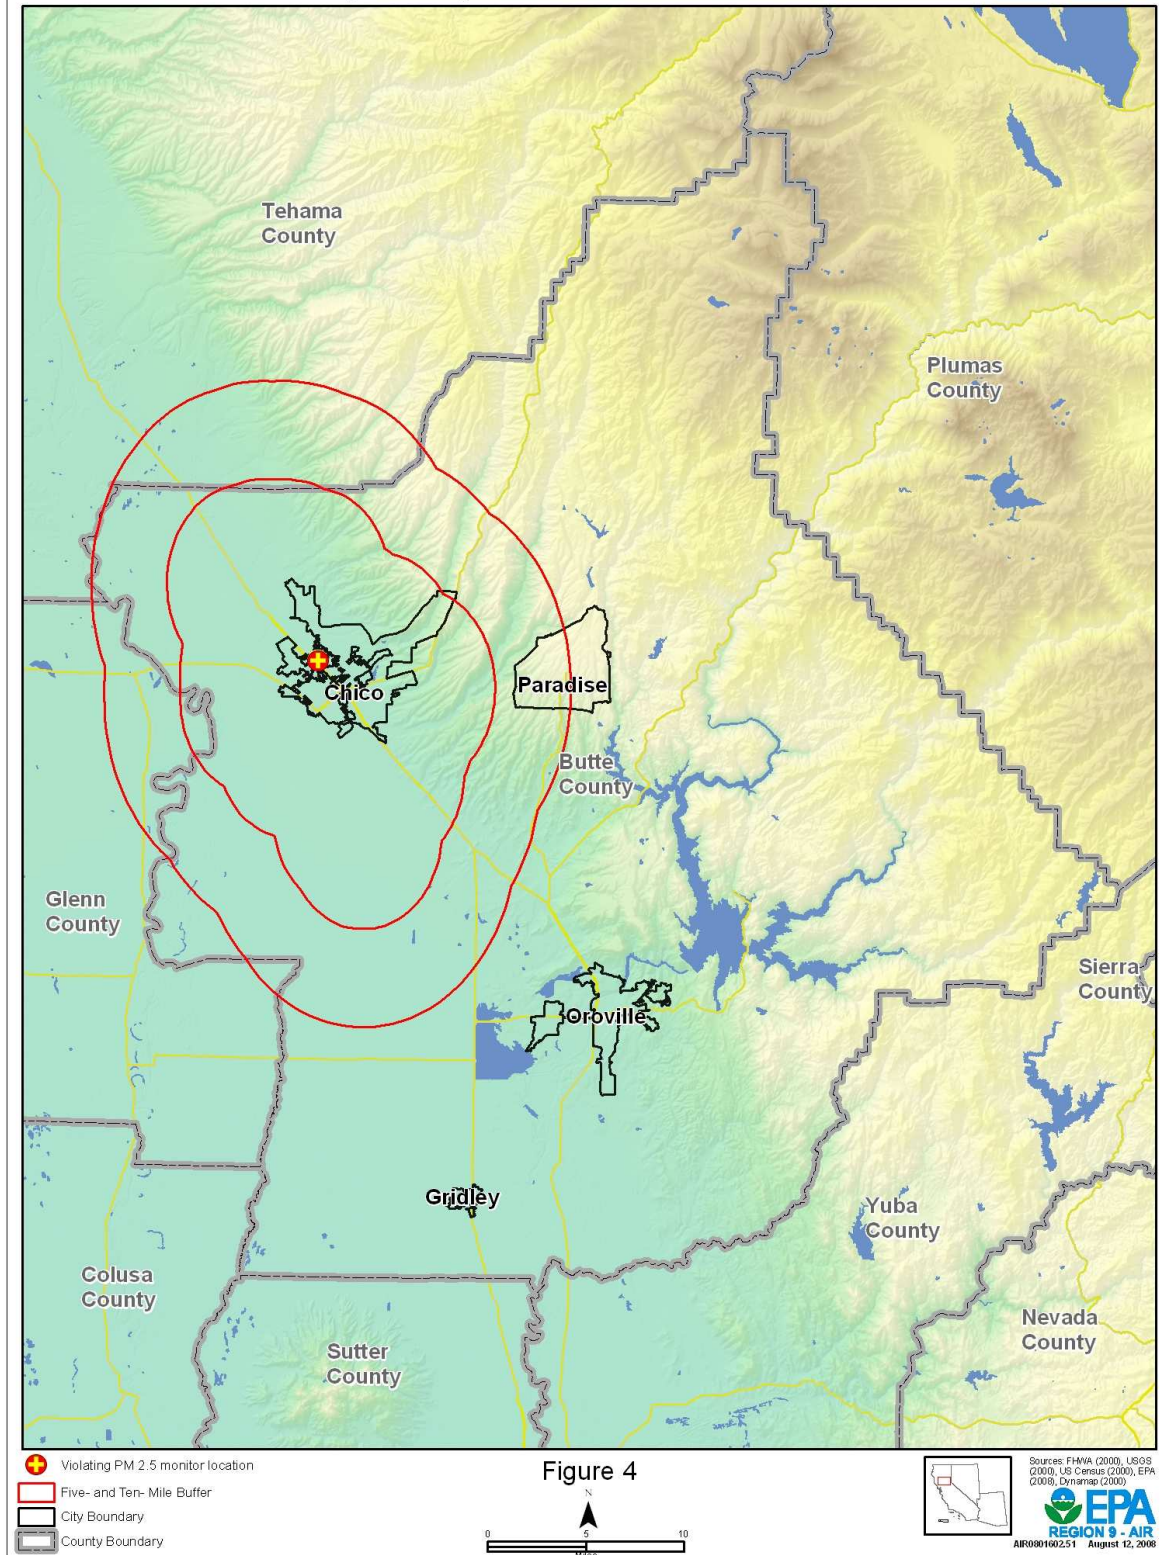 Tehama
County
Plumas
County
Chico
Paradise
Butte
County
Glenn
County
Sierra
County
Oroville
Gridley
Yuba
County
Colusa
County
Nevada
County
Sutter
County
Violating PM 2.5 monitor location
Five- and Ten- Mile Buffer
City Boundary
County Boundary
Figure 4
N
0 5 10
Miles
Sources: FHWA (2000), USGS
(2000), US Census (2000), EPA
(2008), Dynamap (2000)
EPA
REGION 9 - AIR
AIR0801602.51 August 12, 2008